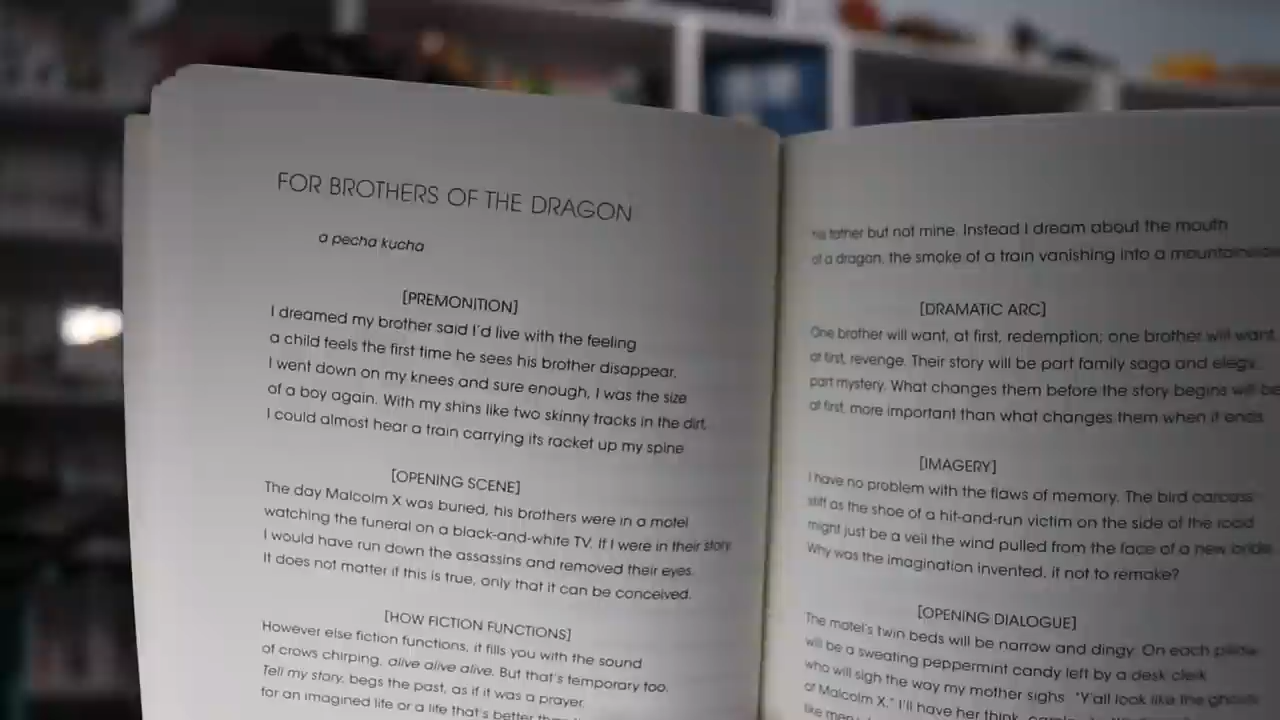 FOR BROTHERS OF THE DRAGON
a pecha kucha
[PREMONITION]
I dreamed my brother said I'd live with the feeling
a child feels the first time he sees his brother disappear.
I went down on my knees and sure enough, I was the size
of a boy again. With my shins like two skinny tracks in the dirt,
I could almost hear a train carrying its racket up my spine
[OPENING SCENE]
The day Malcolm X was buried, his brothers were in a motel
watching the funeral on a black-and-white TV. If I were in their story
I would have run down the assassins and removed their eyes.
It does not matter if this is true, only that it can be conceived.
[HOW FICTION FUNCTIONS]
However else fiction functions, it fills you with the sound
of crows chirping, alive alive alive. But that's temporary too.
Tell my story, begs the past, as if it was a prayer
for an imagined life or a life that's better
his father but not mine. Instead I dream about the mouth
of a dragon, the smoke of a train vanishing into a mountainside
[DRAMATIC ARC]
One brother will want, at first, redemption; one brother will want,
at first, revenge. Their story will be part family saga and elegy,
part mystery. What changes them before the story begins will be
at first, more important than what changes them when it ends.
[IMAGERY]
I have no problem with the flaws of memory. The bird carcass
stiff as the shoe of a hit-and-run victim on the side of the road
might just be a veil the wind pulled from the face of a new bride.
Why was the imagination invented, if not to remake?
[OPENING DIALOGUE]
The motel's twin beds will be narrow and dingy. On each pillow
will be a sweating peppermint candy left by a desk clerk
who will sigh the way my mother sighs "Y'all look like the ghosts
of Malcolm X." I'll have her think,
like men